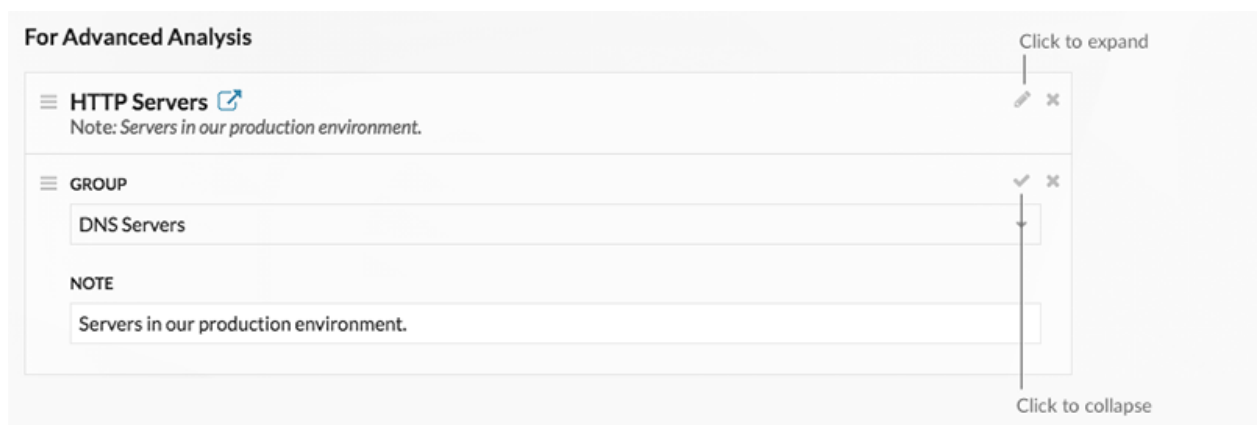 For Advanced Analysis
Click to expand
HTTP Servers
Note: Servers in our production environment.
GROUP
DNS Servers
NOTE
Servers in our production environment.
Click to collapse